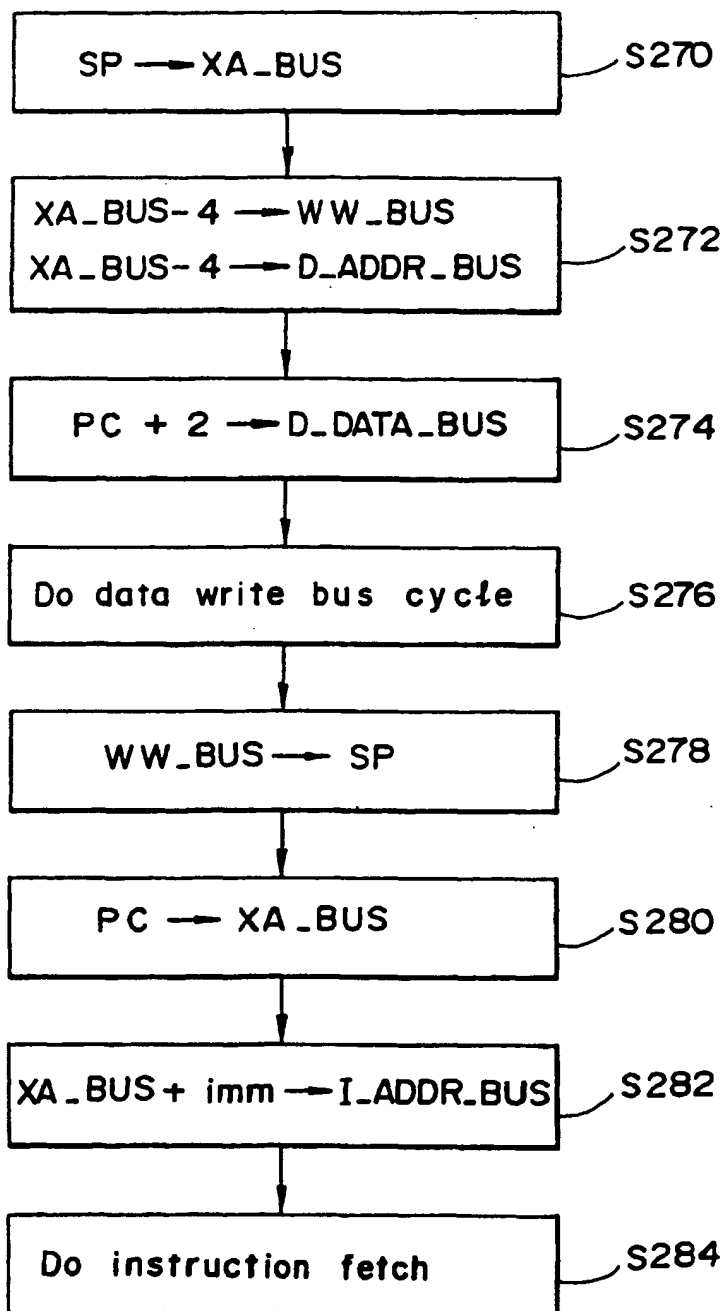 SP → XA_BUS
S270
XA_BUS-4 → WW_BUS
XA_BUS-4 → D_ADDR_BUS
S272
PC + 2 → D_DATA_BUS
S274
Do data write bus cycle
S276
WW_BUS → SP
S278
PC → XA_BUS
S280
XA_BUS + imm → I_ADDR_BUS
S282
Do instruction fetch
S284